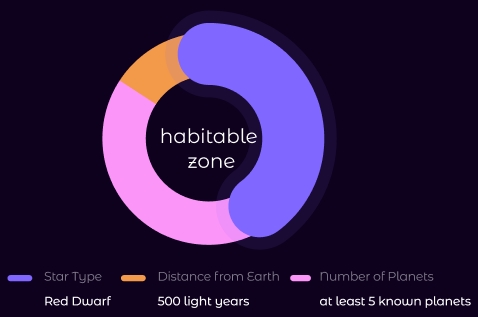 habitable
zone
Star Type
Distance from Earth
Number of Planets
Red Dwarf
500 light years
at least 5 known planets